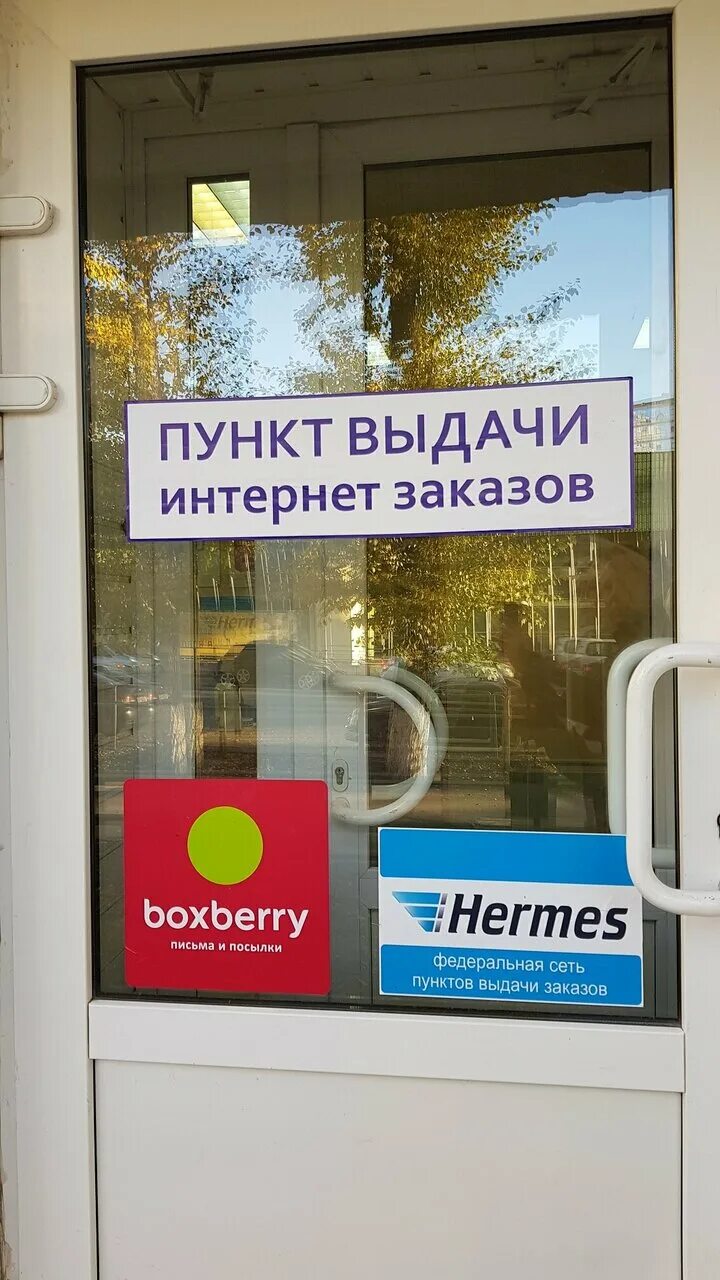 ПУНКТ ВЫДАЧИ
интернет заказов
boxberry
письма и посылки
Hermes
федеральная сеть
пунктов выдачи заказов